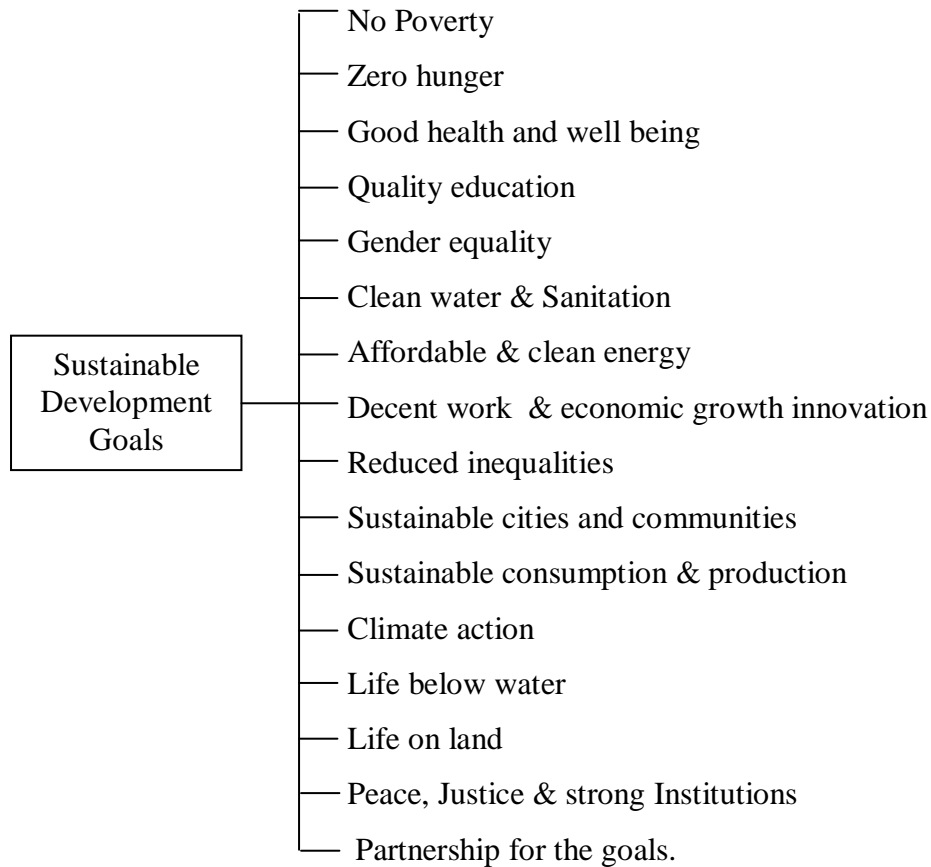 No Poverty
Zero hunger
Good health and well being
Quality education
Gender equality
Clean water & Sanitation
Affordable & clean energy
Sustainable
Development
Goals
Decent work & economic growth innovation
Reduced inequalities
Sustainable cities and communities
Sustainable consumption & production
Climate action
Life below water
Life on land
Peace, Justice & strong Institutions
Partnership for the goals.